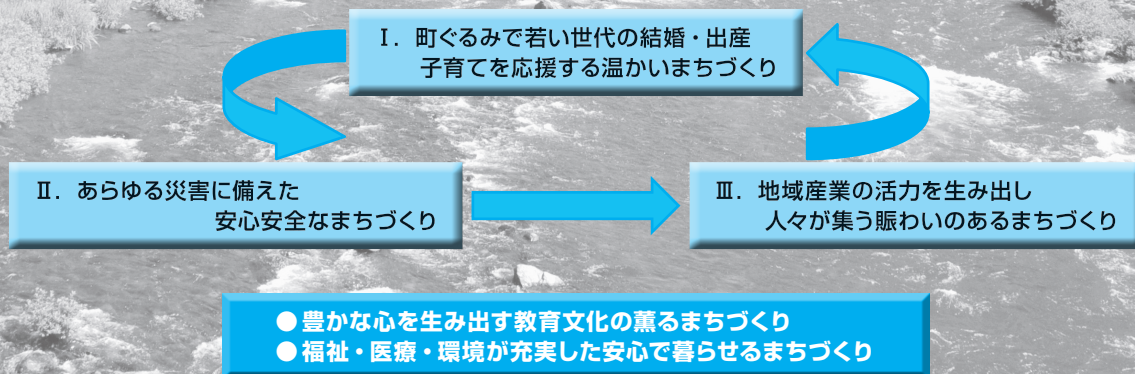 Ⅰ．町ぐるみで若い世代の結婚・出産
子育てを応援する温かいまちづくり
Ⅱ．あらゆる災害に備えた
安心安全なまちづくり
Ⅲ．地域産業の活力を生み出し
人々が集う賑わいのあるまちづくり
●豊かな心を生み出す教育文化の薫るまちづくり
●福祉・医療・環境が充実した安心で暮らせるまちづくり